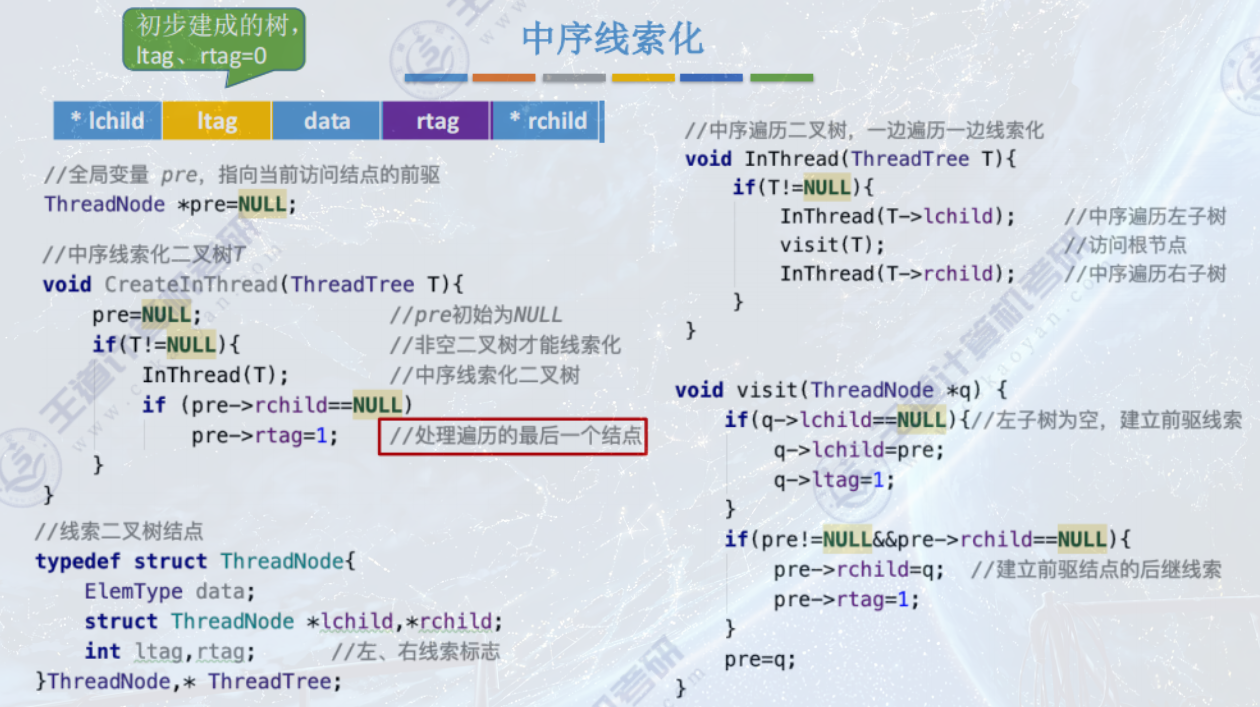 初步建成的树，
ltag、rtag=0
中序线索化
* lchild ltag data rtag * rchild
//全局变量 pre，指向当前访问结点的前驱
ThreadNode *pre=NULL;
//中序线索化二叉树T
void CreateInThread(ThreadTree T){
pre=NULL; //pre初始为NULL
if(T!=NULL){ //非空二叉树才能线索化
InThread(T); //中序线索化二叉树
if (pre->rchild==NULL)
pre->rtag=1; //处理遍历的最后一个结点
}
}
//线索二叉树结点
typedef struct ThreadNode{
ElemType data;
struct ThreadNode *lchild,*rchild;
int ltag,rtag; //左、右线索标志
}ThreadNode,* ThreadTree;
//中序遍历二叉树，一边遍历一边线索化
void InThread(ThreadTree T){
if(T!=NULL){
InThread(T->lchild); //中序遍历左子树
visit(T); //访问根节点
InThread(T->rchild); //中序遍历右子树
}
}
void visit(ThreadNode *q) {
if(q->lchild==NULL){//左子树为空，建立前驱线索
q->lchild=pre;
q->ltag=1;
}
if(pre!=NULL&&pre->rchild==NULL){
pre->rchild=q; //建立前驱结点的后继线索
pre->rtag=1;
}
pre=q;
}